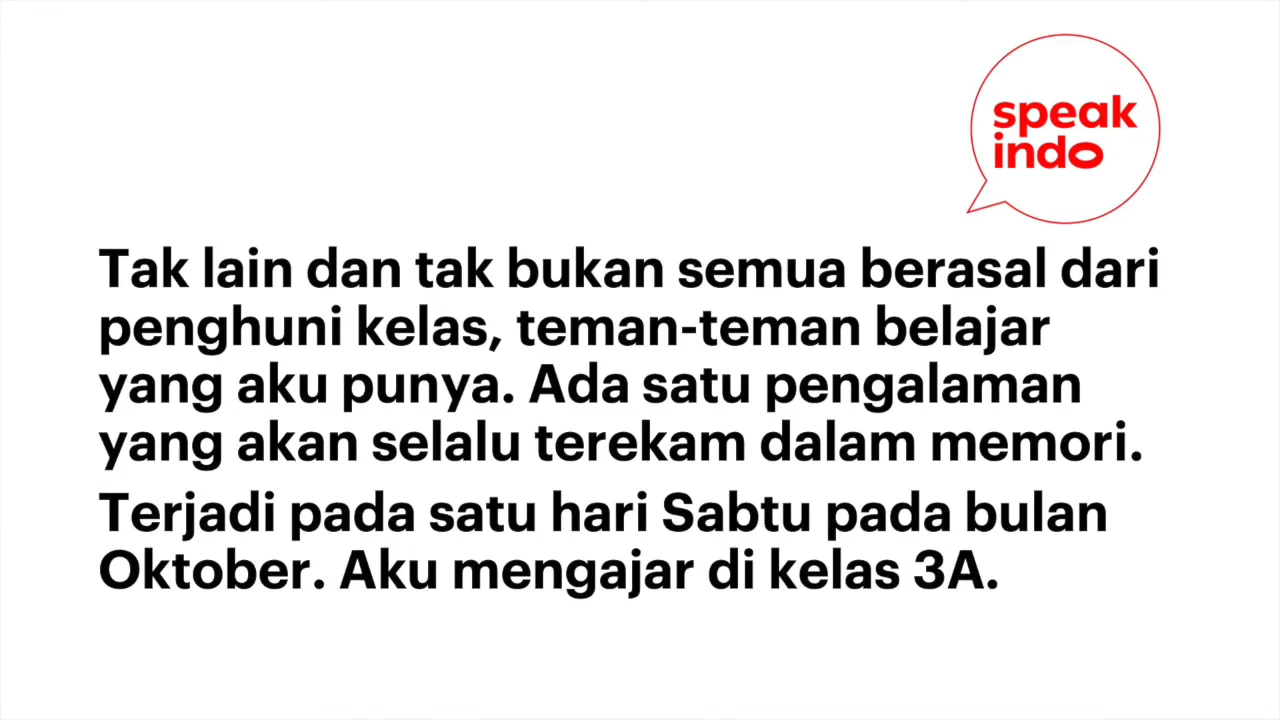 speak
indo
Tak lain dan tak bukan semua berasal dari
penghuni kelas, teman-teman belajar
yang aku punya. Ada satu pengalaman
yang akan selalu terekam dalam memori.
Terjadi pada satu hari Sabtu pada bulan
Oktober. Aku mengajar di kelas 3A.